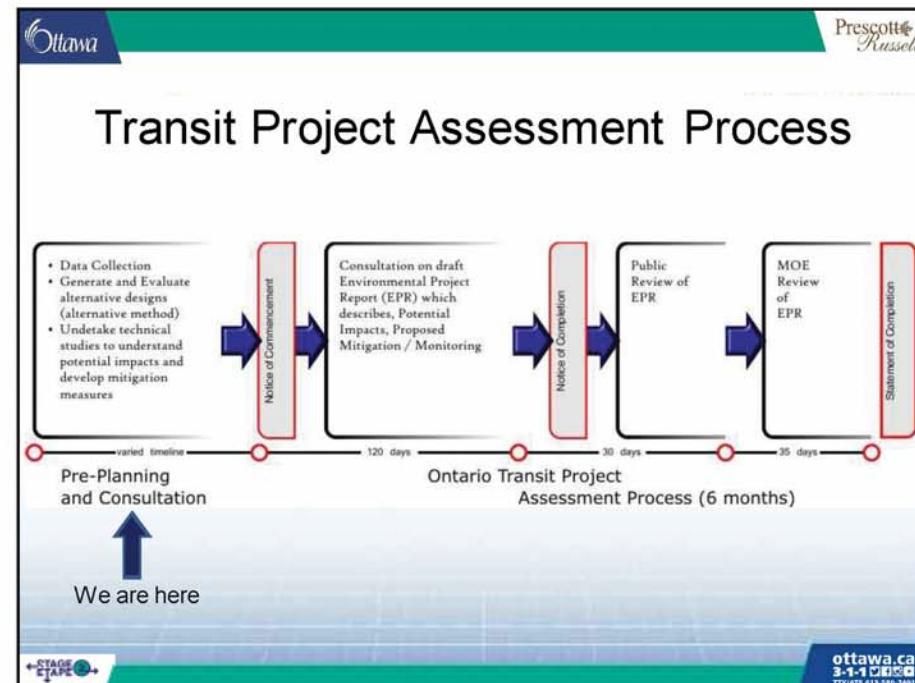 Ottawa
Prescott
Russell
Transit Project Assessment Process
• Data Collection
• Generate and Evaluate
alternative designs
(alternative method)
• Undetake technical
studies to understand
potential impacts and
develop mitigation
measures
Notice of Commencement
Consultation on draft
Environmental Project
Report (EPR) which
describes, Potential
Impacts, Proposed
Mitigation / Monitoring
Notice of Completion
Public
Review of
EPR
MOE
Review
of
EPR
Statement of Completion
varied timeline
120 days
30 days
35 days
Pre-Planning
and Consultation
Ontario Transit Project
Assessment Process (6 months)
We are here
STAGE
ETAPE 2
ottawa.ca
3-1-1